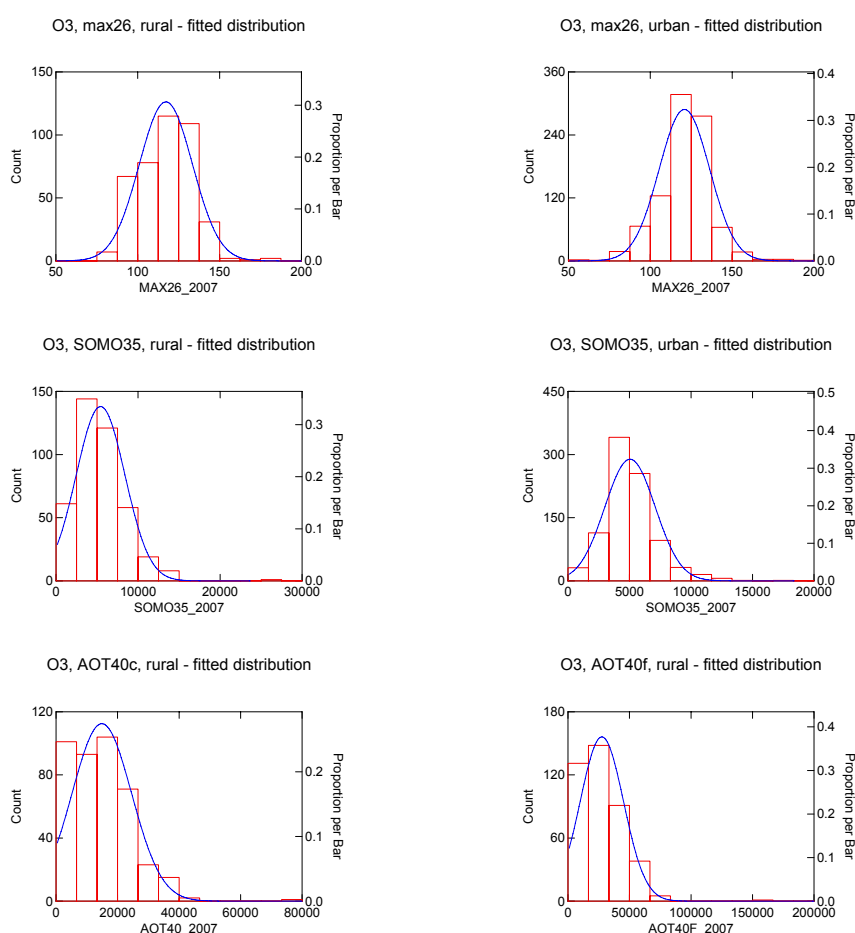 O3, max26, rural - fitted distribution
150
100
50
0
Count
0.3
0.2
0.1
0.0
Proportion per Bar
50 100 150 200
MAX26_2007
O3, max26, urban - fitted distribution
360
240
120
0
Count
0.4
0.3
0.2
0.1
0.0
Proportion per Bar
50 100 150 200
MAX26_2007
O3, SOMO35, rural - fitted distribution
150
100
50
0
Count
0.3
0.2
0.1
0.0
Proportion per Bar
0 10000 20000 30000
SOMO35_2007
O3, SOMO35, urban - fitted distribution
450
300
150
0
Count
0.5
0.4
0.3
0.2
0.1
0.0
Proportion per Bar
0 5000 10000 15000 20000
SOMO35_2007
O3, AOT40c, rural - fitted distribution
120
80
40
0
Count
0.2
0.1
0.0
Proportion per Bar
0 20000 40000 60000 80000
AOT40_2007
O3, AOT40f, rural - fitted distribution
180
120
60
0
Count
0.4
0.3
0.2
0.1
0.0
Proportion per Bar
0 50000 100000 150000 200000
AOT40F_2007